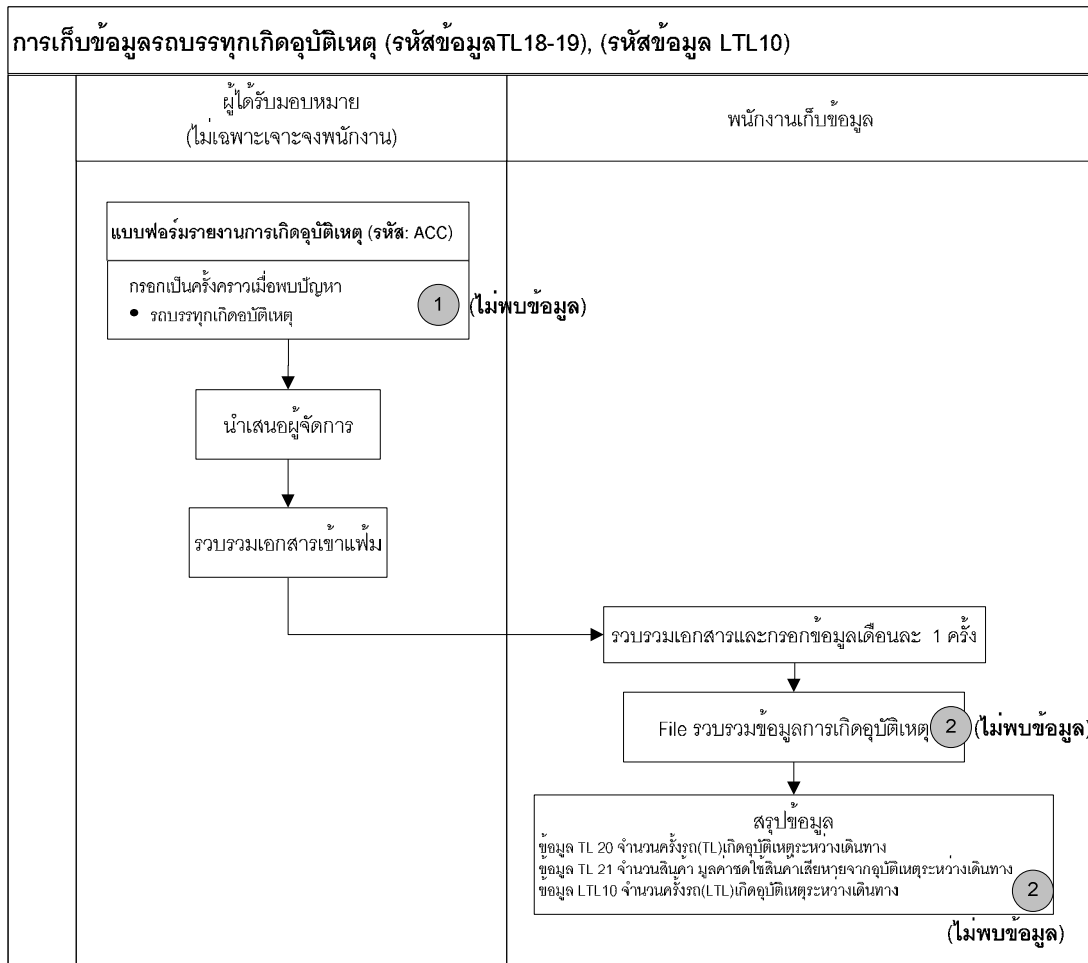 การเก็บข้อมูลรถบรรทุกเกิดอุบัติเหตุ (รหัสข้อมูลTL18-19), (รหัสข้อมูล LTL10)
ผู้ได้รับมอบหมาย
(ไม่เฉพาะเจาะจงพนักงาน)
พนักงานเก็บข้อมูล
แบบฟอร์มรายงานการเกิดอุบัติเหตุ (รหัส: ACC)
กรอกเป็นครั้งคราวเมื่อพบปัญหา
• รถบรรทุกเกิดอุบัติเหตุ
1 (ไม่พบข้อมูล)
นำเสนอผู้จัดการ
รวบรวมเอกสารเข้าแฟ้ม
รวบรวมเอกสารและกรอกข้อมูลเดือนละ 1 ครั้ง
File รวบรวมข้อมูลการเกิดอุบัติเหตุ 2 (ไม่พบข้อมูล)
สรุปข้อมูล
ข้อมูล TL 20 จำนวนครั้งรถ(TL)เกิดอุบัติเหตุระหว่างเดินทาง
ข้อมูล TL 21 จำนวนสินค้า มูลค่าชดใช้สินค้าเสียหายจากอุบัติเหตุระหว่างเดินทาง
ข้อมูล LTL10 จำนวนครั้งรถ(LTL)เกิดอุบัติเหตุระหว่างเดินทาง
2
(ไม่พบข้อมูล)